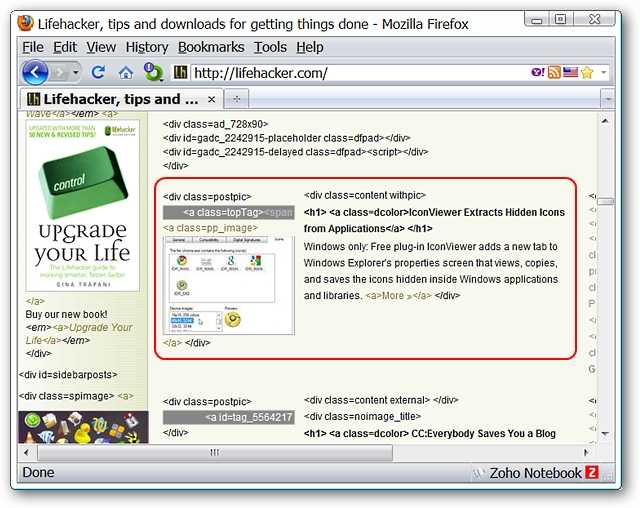 Lifehacker, tips and downloads for getting things done - Mozilla Firefox
File Edit View History Bookmarks Tools Help
http://lifehacker.com/
Lifehacker, tips and ...
Wave</a></em> <a>
UPDATED WITH MORE THAN
50 NEW & REVISED TIPS!
lifehacker
control
upgrade
your Life
The Lifehacker guide to
working smarter, faster, better
GINA TRAPANI
</a>
Buy our new book!
<em> <a>Upgrade Your
Life</a></em>
</div>
<div id=sidebarposts>
<div class=spimage> <a>
<div class=ad_728x90>
<div id=gadc_2242915-placeholder class=dfpad></div>
<div id=gadc_2242915-delayed class=dfpad><script></div>
</div>
<div class=postpic>
<a class=topTag><span
<a class=pp_image>
General Compatibility Digital Signatures Icons
</a> </div>
<div class=content withpic>
<h1> <a class=dcolor>IconViewer Extracts Hidden Icons
from Applications</a> </h1>
Windows only: Free plug-in IconViewer adds a new tab to
Windows Explorer's properties screen that views, copies,
and saves the icons hidden inside Windows applications
and libraries. <a>More »</a> </div>
<div class=postpic>
<a id=tag_5564217
</div>
<div class=content external> </div>
<div class=noimage_title>
<h1> <a class=dcolor> CC:Everybody Saves You a Blog
Done
Zoho Notebook